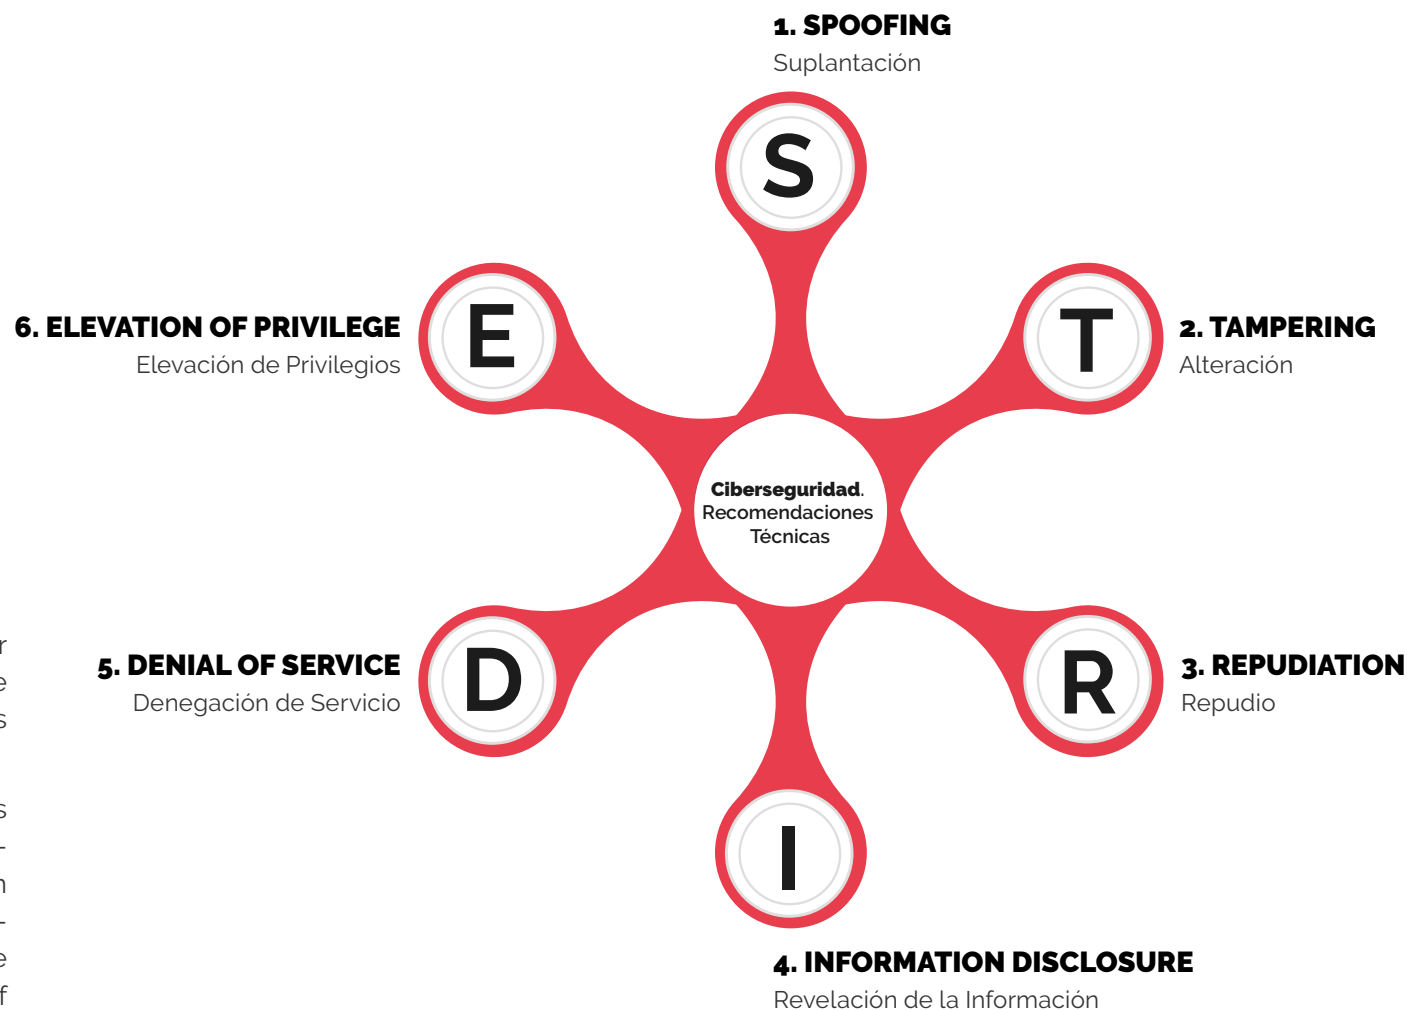 1. SPOOFING
Suplantación
S
E
T
6. ELEVATION OF PRIVILEGE
Elevación de Privilegios
2. TAMPERING
Alteración
Ciberseguridad.
Recomendaciones
Técnicas
5. DENIAL OF SERVICE
Denegación de Servicio
D
R
3. REPUDIATION
Repudio
I
4. INFORMATION DISCLOSURE
Revelación de la Información